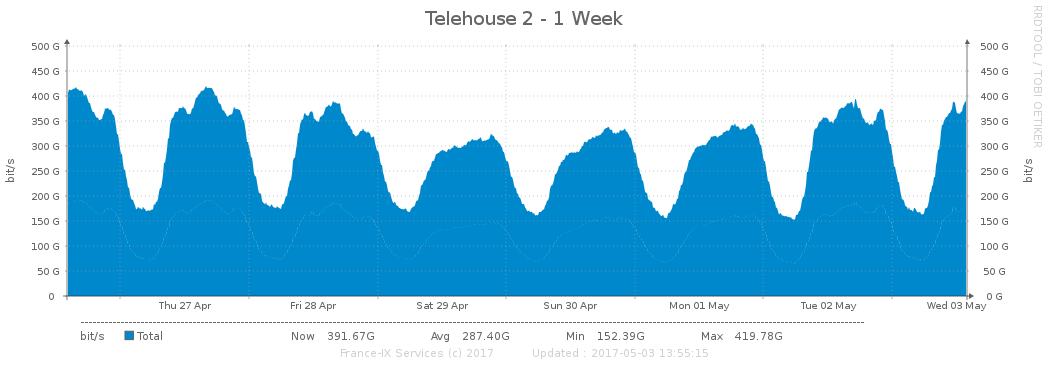 Telehouse 2 - 1 Week
RRDTOOL / TOBI OETIKER
500 G 500 G
450 G 450 G
400 G 400 G
350 G 350 G
300 G 300 G
250 G 250 G
200 G 200 G
150 G 150 G
100 G 100 G
50 G 50 G
0 0 G
bit/s bit/s
Thu 27 Apr Fri 28 Apr Sat 29 Apr Sun 30 Apr Mon 01 May Tue 02 May Wed 03 May
bit/s Total Now 391.67G Avg 287.40G Min 152.39G Max 419.78G
France-IX Services (c) 2017 Updated : 2017-05-03 13:55:15